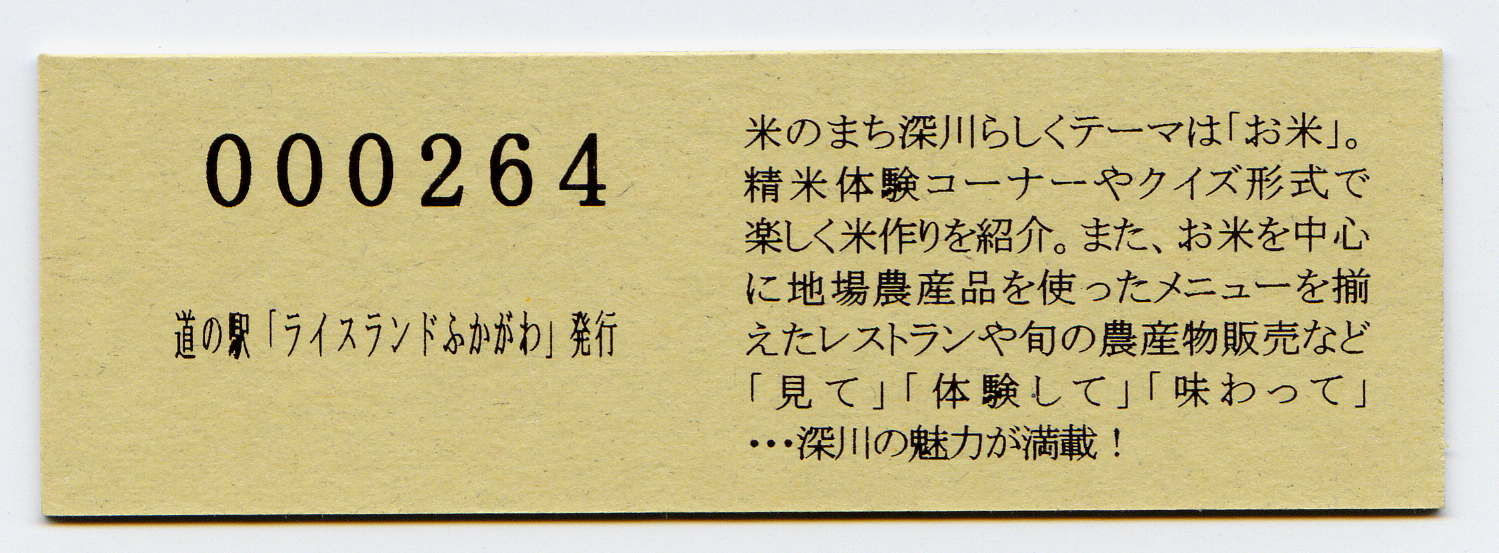 000264
道の駅「ライスランドふかがわ」発行
米のまち深川らしくテーマは「お米」。
精米体験コーナーやクイズ形式で
楽しく米作りを紹介。また、お米を中心
に地場農産品を使ったメニューを揃
えたレストランや旬の農産物販売など
「見て」「体験して」「味わって」
…深川の魅力が満載！